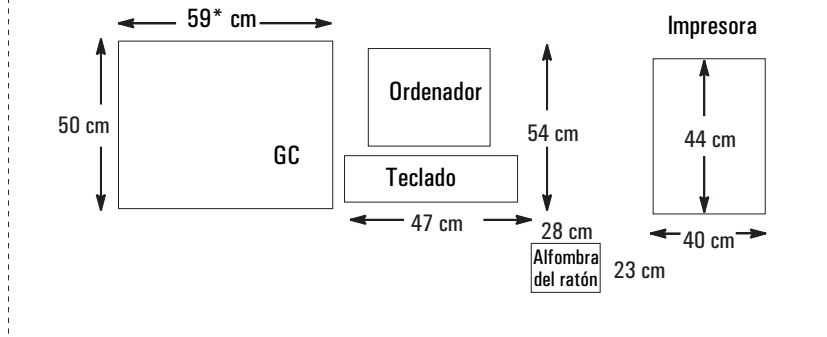 59* cm
Impresora
Ordenador
50 cm
54 cm
44 cm
GC
Teclado
47 cm
28 cm
40 cm
Alfombra
del ratón
23 cm